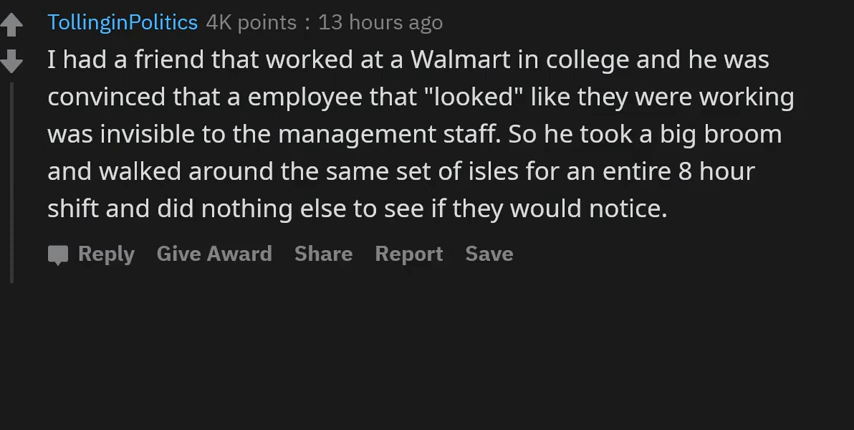 TollinginPolitics 4K points : 13 hours ago
I had a friend that worked at a Walmart in college and he was
convinced that a employee that "looked" like they were working
was invisible to the management staff. So he took a big broom
and walked around the same set of isles for an entire 8 hour
shift and did nothing else to see if they would notice.
Reply Give Award Share Report Save